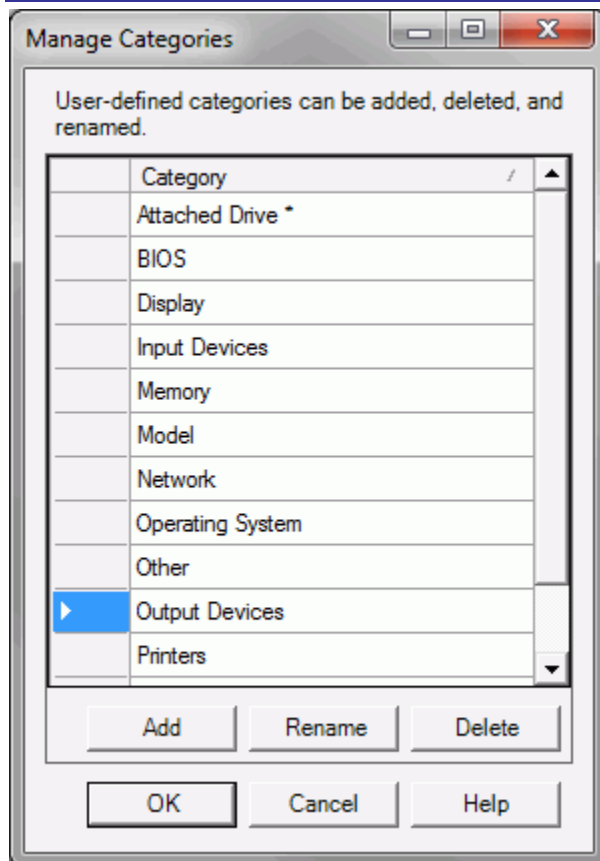 Manage Categories
User-defined categories can be added, deleted, and
renamed.
Category
Attached Drive *
BIOS
Display
Input Devices
Memory
Model
Network
Operating System
Other
Output Devices
Printers
Add Rename Delete
OK Cancel Help